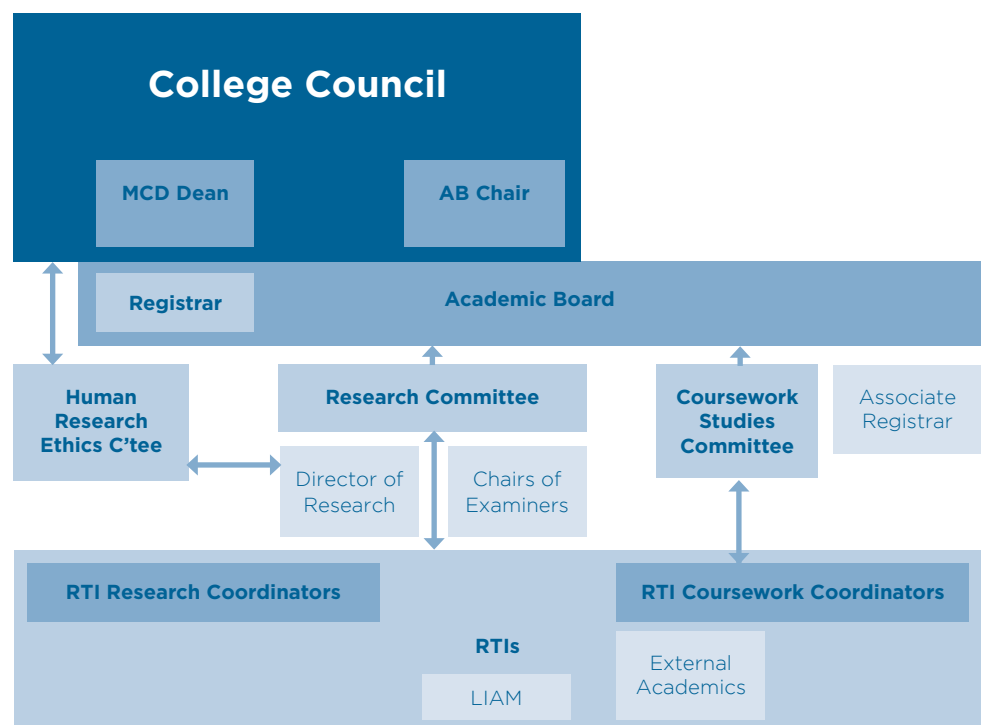 College Council
MCD Dean
AB Chair
Registrar
Academic Board
Human
Research
Ethics C'tee
Research Committee
Coursework
Studies
Committee
Associate
Registrar
Director of
Research
Chairs of
Examiners
RTI Research Coordinators
RTI Coursework Coordinators
RTIs
LIAM
External
Academics